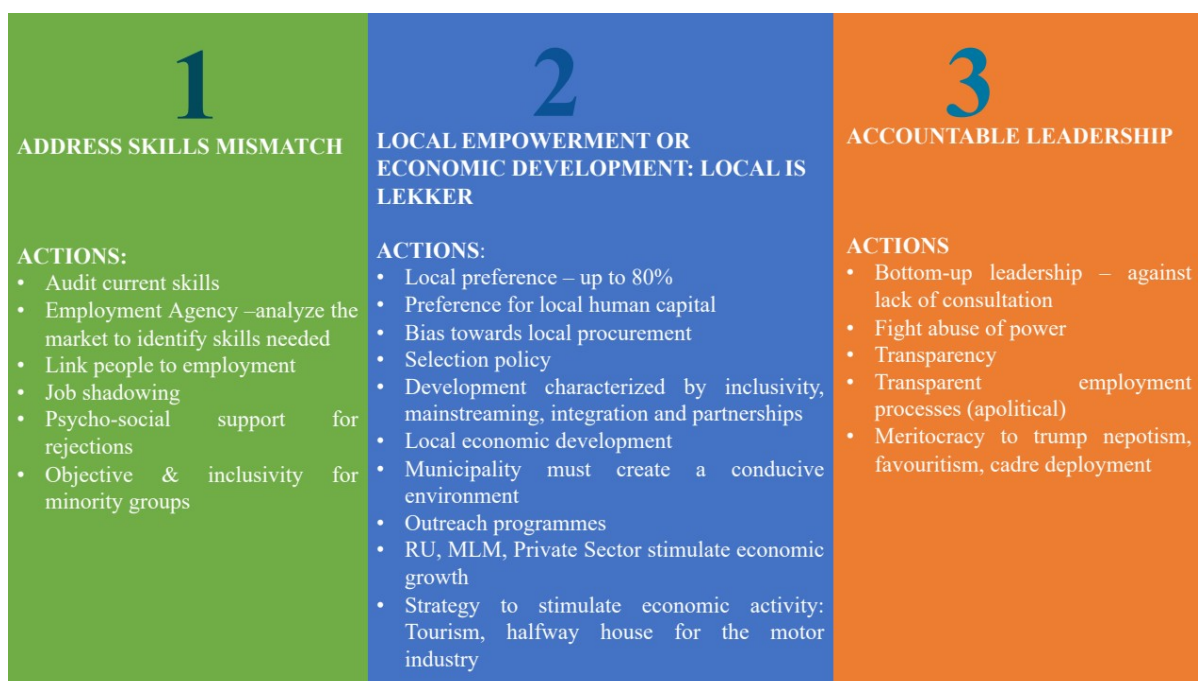 1
ADDRESS SKILLS MISMATCH
ACTIONS:
• Audit current skills
• Employment Agency –analyze the
market to identify skills needed
• Link people to employment
• Job shadowing
• Psycho-social support for
rejections
• Objective & inclusivity for
minority groups
2
LOCAL EMPOWERMENT OR
ECONOMIC DEVELOPMENT: LOCAL IS
LEKKER
ACTIONS:
• Local preference – up to 80%
• Preference for local human capital
• Bias towards local procurement
• Selection policy
• Development characterized by inclusivity,
mainstreaming, integration and partnerships
• Local economic development
• Municipality must create a conducive
environment
• Outreach programmes
• RU, MLM, Private Sector stimulate economic
growth
• Strategy to stimulate economic activity:
Tourism, halfway house for the motor
industry
3
ACCOUNTABLE LEADERSHIP
ACTIONS
• Bottom-up leadership – against
lack of consultation
• Fight abuse of power
• Transparency
• Transparent employment
processes (apolitical)
• Meritocracy to trump nepotism,
favouritism, cadre deployment